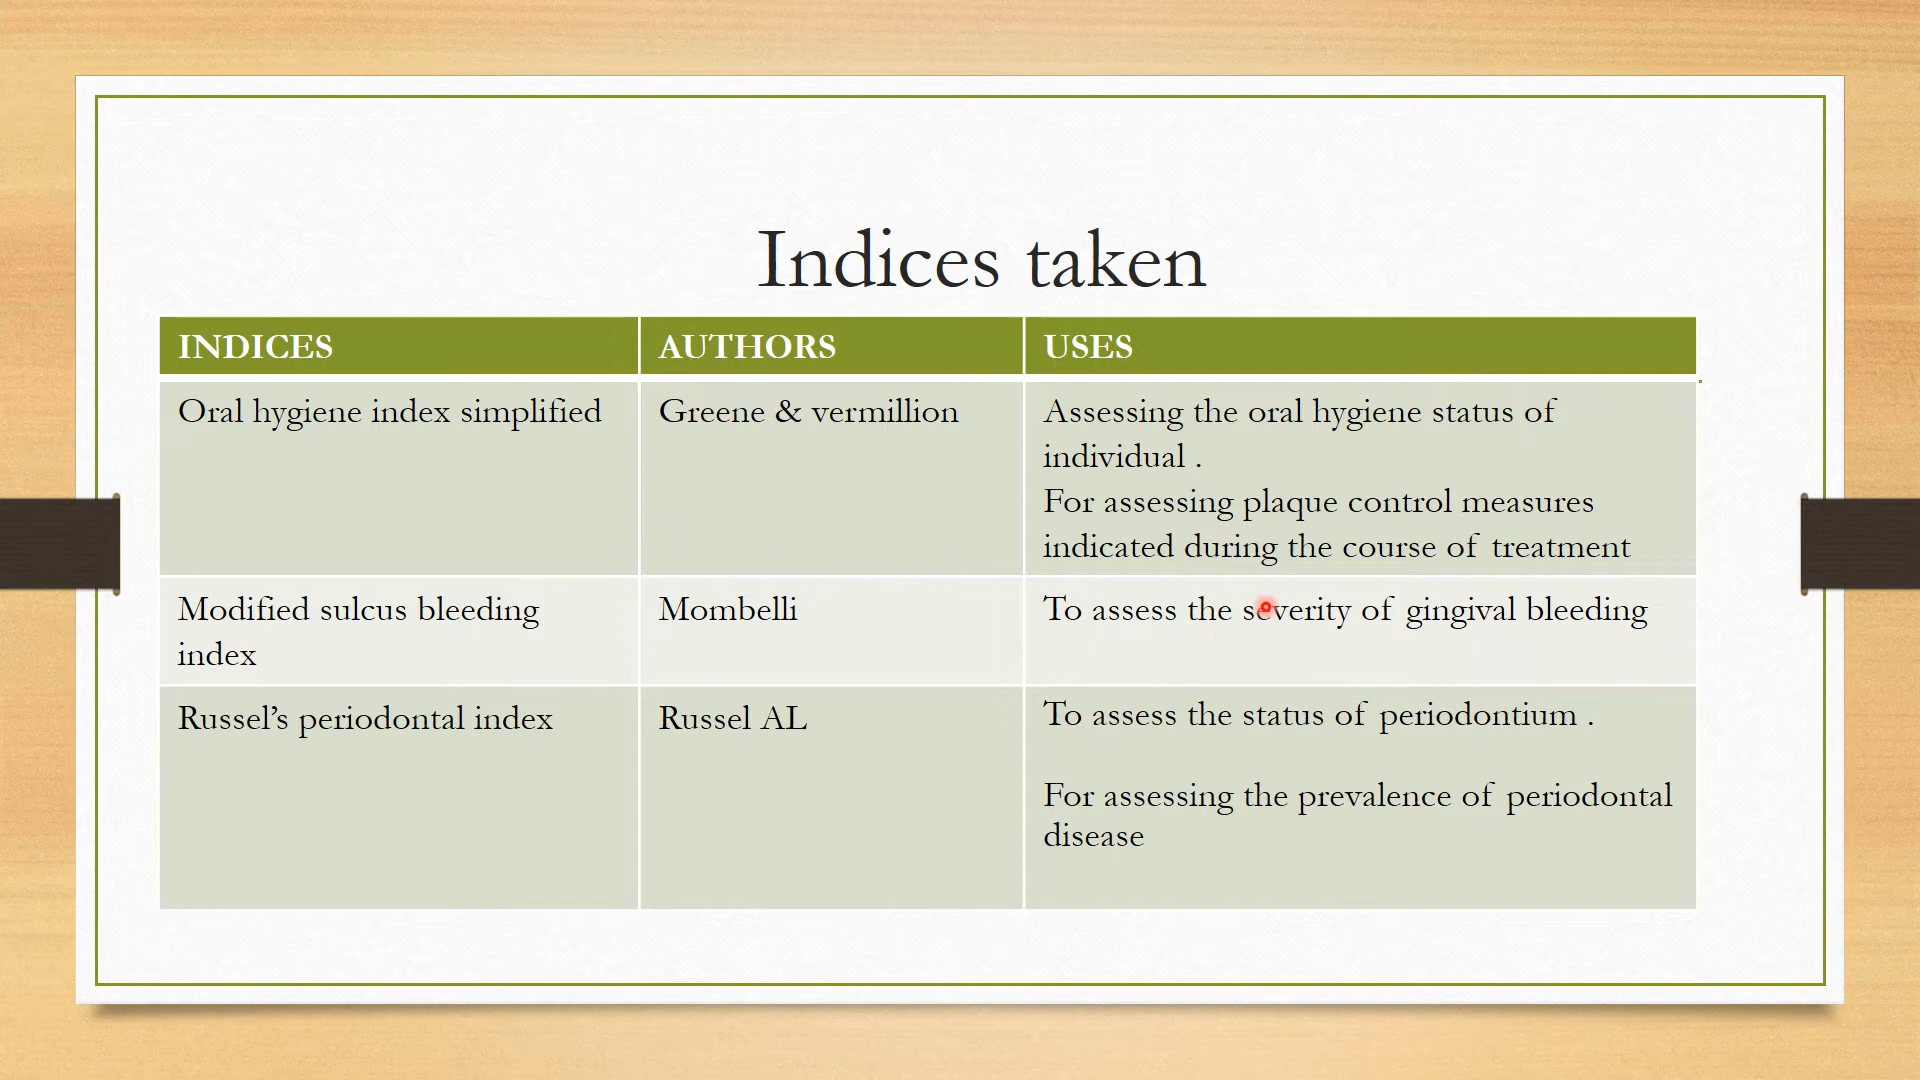 Indices taken
INDICES
AUTHORS
USES
Oral hygiene index simplified
Greene & vermillion
Assessing the oral hygiene status of
individual .
For assessing plaque control measures
indicated during the course of treatment
Modified sulcus bleeding
index
Mombelli
To assess the severity of gingival bleeding
Russel’s periodontal index
Russel AL
To assess the status of periodontium .
For assessing the prevalence of periodontal
disease